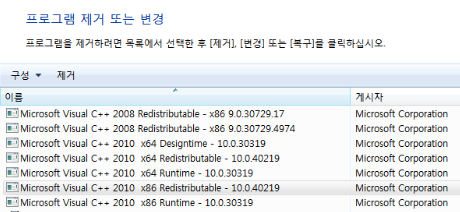 프로그램 제거 또는 변경
프로그램을 제거하려면 목록에서 선택한 후 [제거], [변경] 또는 [복구]를 클릭하십시오.
구성 제거
이름 게시자
Microsoft Visual C++ 2008 Redistributable - x86 9.0.30729.17 Microsoft Corporation
Microsoft Visual C++ 2008 Redistributable - x86 9.0.30729.4974 Microsoft Corporation
Microsoft Visual C++ 2010 x64 Designtime - 10.0.30319 Microsoft Corporation
Microsoft Visual C++ 2010 x64 Redistributable - 10.0.40219 Microsoft Corporation
Microsoft Visual C++ 2010 x64 Runtime - 10.0.30319 Microsoft Corporation
Microsoft Visual C++ 2010 x86 Redistributable - 10.0.40219 Microsoft Corporation
Microsoft Visual C++ 2010 x86 Runtime - 10.0.30319 Microsoft Corporation